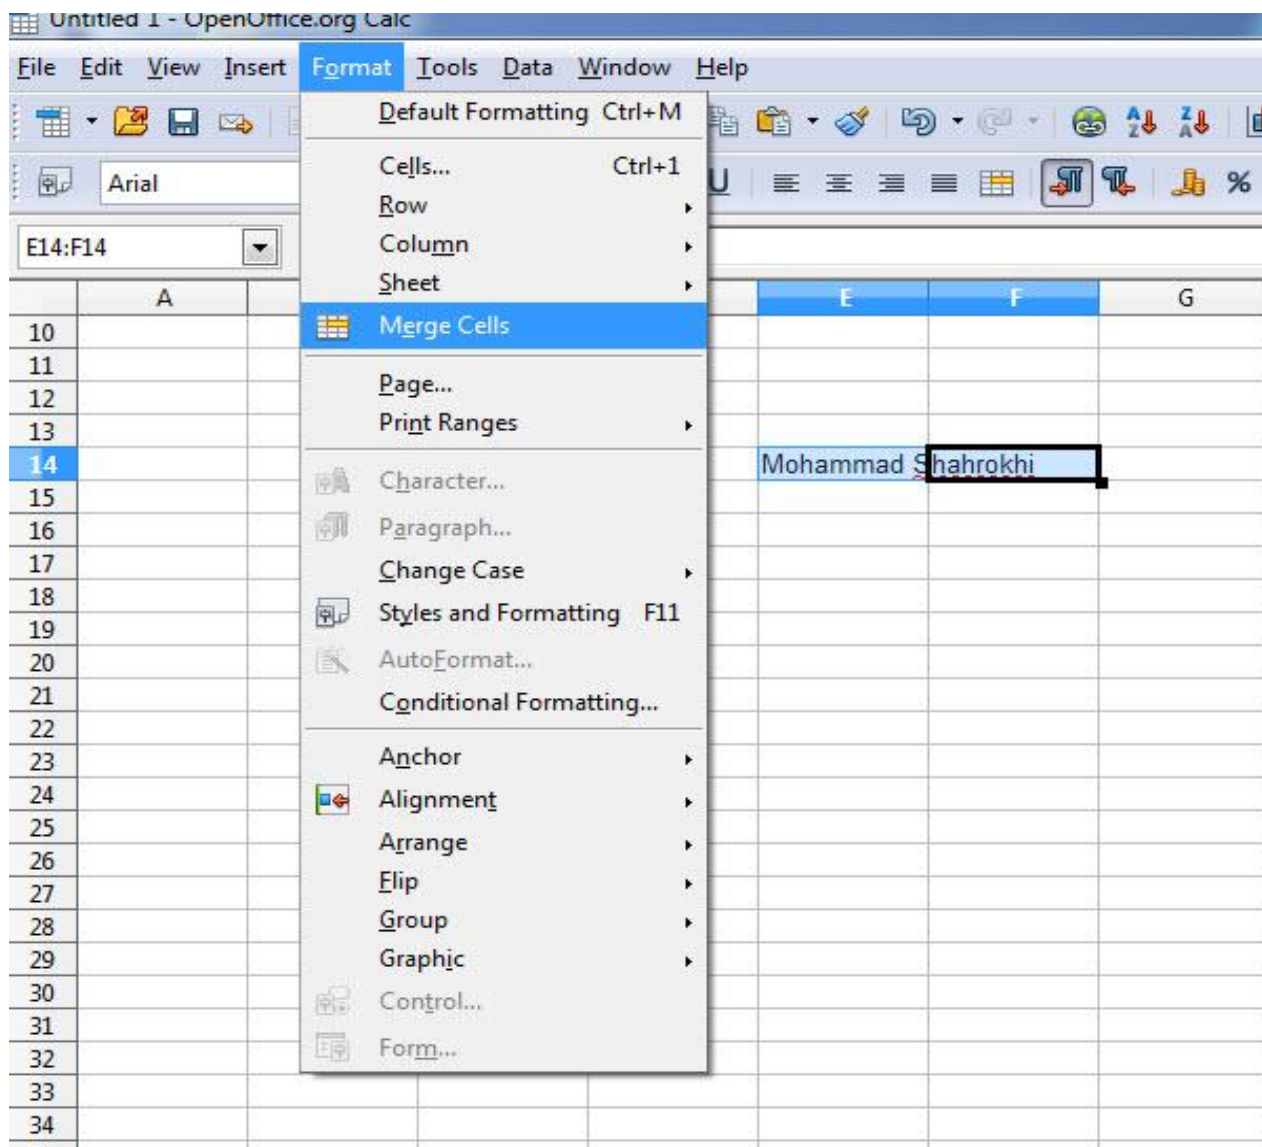 Untitled 1 - OpenOffice.org Calc
File Edit View Insert Format Tools Data Window Help
Default Formatting Ctrl+M
Arial
U
%
Cells... Ctrl+1
Row
E14:F14
Column
Sheet
A E F G
Merge Cells
10
11
12
Page...
13
Print Ranges
14 Mohammad Shahrokhi
Character...
15
16
Paragraph...
17
Change Case
18
Styles and Formatting F11
19
20
AutoFormat...
21
Conditional Formatting...
22
23
Anchor
24
Alignment
25
Arrange
26
27
Flip
28
Group
29
Graphic
30
Control...
31
32
Form...
33
34